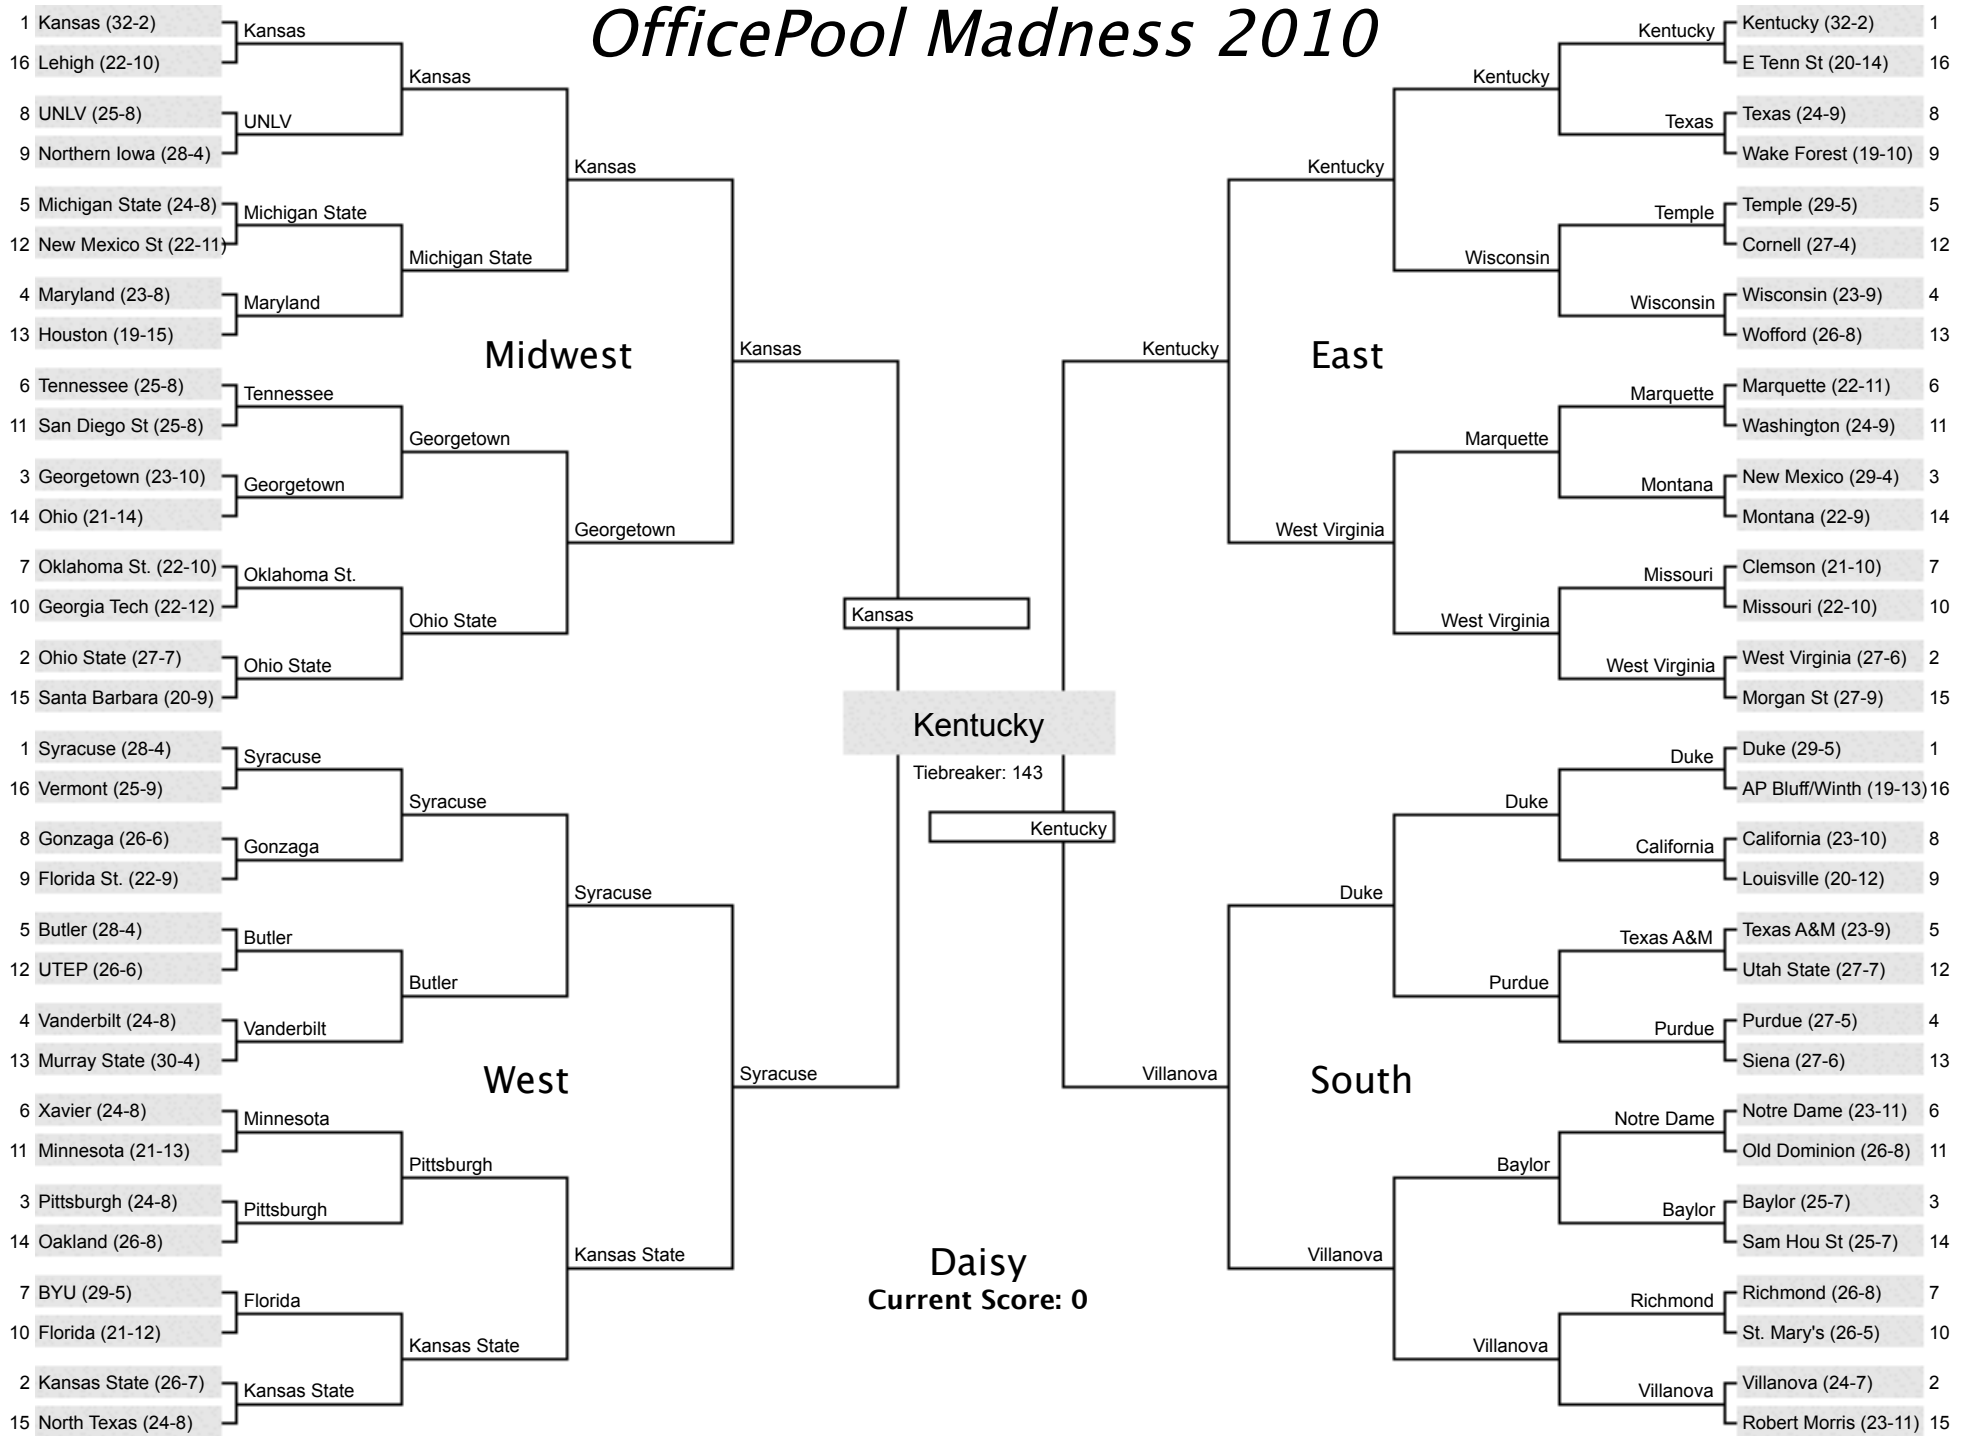 OfficePool Madness 2010
1 Kansas (32-2)
16 Lehigh (22-10)
8 UNLV (25-8)
9 Northern Iowa (28-4)
5 Michigan State (24-8)
12 New Mexico St (22-11)
4 Maryland (23-8)
13 Houston (19-15)
6 Tennessee (25-8)
11 San Diego St (25-8)
3 Georgetown (23-10)
14 Ohio (21-14)
7 Oklahoma St. (22-10)
10 Georgia Tech (22-12)
2 Ohio State (27-7)
15 Santa Barbara (20-9)
Kansas
UNLV
Michigan State
Maryland
Tennessee
Georgetown
Oklahoma St.
Ohio State
Kansas
Michigan State
Georgetown
Ohio State
Kansas
Georgetown
Kansas
Midwest
1 Syracuse (28-4)
16 Vermont (25-9)
8 Gonzaga (26-6)
9 Florida St. (22-9)
5 Butler (28-4)
12 UTEP (26-6)
4 Vanderbilt (24-8)
13 Murray State (30-4)
6 Xavier (24-8)
11 Minnesota (21-13)
3 Pittsburgh (24-8)
14 Oakland (26-8)
7 BYU (29-5)
10 Florida (21-12)
2 Kansas State (26-7)
15 North Texas (24-8)
Syracuse
Gonzaga
Butler
Vanderbilt
Minnesota
Pittsburgh
Florida
Kansas State
Syracuse
Butler
Pittsburgh
Kansas State
Syracuse
Kansas State
Syracuse
West
Kansas
Kentucky
Tiebreaker: 143
Kentucky
Daisy
Current Score: 0
Kentucky (32-2) 1
E Tenn St (20-14) 16
Texas (24-9) 8
Wake Forest (19-10) 9
Temple (29-5) 5
Cornell (27-4) 12
Wisconsin (23-9) 4
Wofford (26-8) 13
Marquette (22-11) 6
Washington (24-9) 11
New Mexico (29-4) 3
Montana (22-9) 14
Clemson (21-10) 7
Missouri (22-10) 10
West Virginia (27-6) 2
Morgan St (27-9) 15
Kentucky
Texas
Temple
Wisconsin
Marquette
Montana
Missouri
West Virginia
Kentucky
Wisconsin
Marquette
West Virginia
Kentucky
West Virginia
Kentucky
East
Duke (29-5) 1
AP Bluff/Winth (19-13) 16
California (23-10) 8
Louisville (20-12) 9
Texas A&M (23-9) 5
Utah State (27-7) 12
Purdue (27-5) 4
Siena (27-6) 13
Notre Dame (23-11) 6
Old Dominion (26-8) 11
Baylor (25-7) 3
Sam Hou St (25-7) 14
Richmond (26-8) 7
St. Mary's (26-5) 10
Villanova (24-7) 2
Robert Morris (23-11) 15
Duke
California
Texas A&M
Purdue
Notre Dame
Baylor
Richmond
Villanova
Duke
Purdue
Baylor
Villanova
Duke
Villanova
Villanova
South